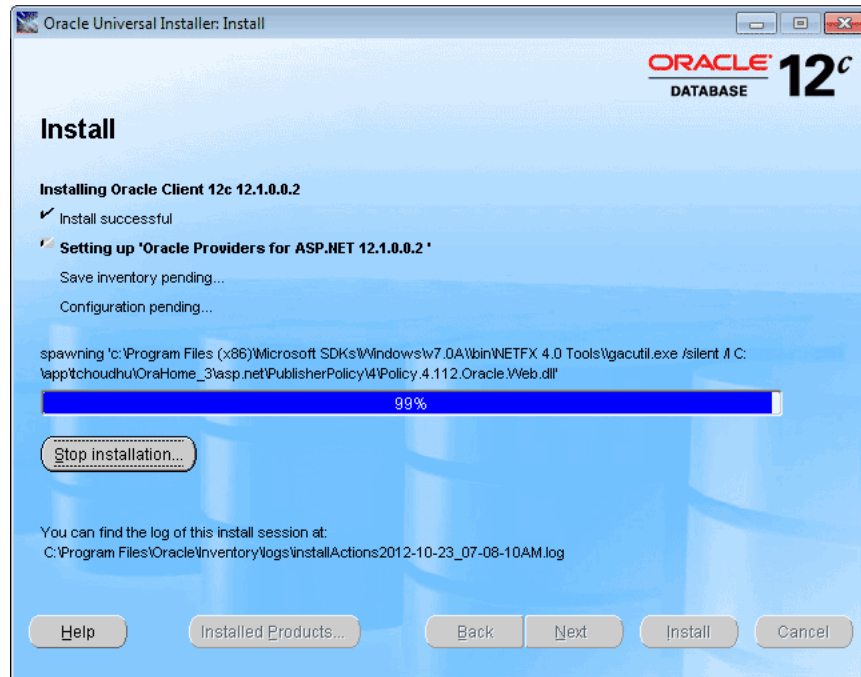 Oracle Universal Installer: Install
ORACLE
DATABASE
12c
Install
Installing Oracle Client 12c 12.1.0.0.2
Install successful
Setting up 'Oracle Providers for ASP.NET 12.1.0.0.2 '
Save inventory pending...
Configuration pending...
spawning 'c:\Program Files (x86)\Microsoft SDKs\Windows\v7.0A\\bin\NETFX 4.0 Tools\\gacutil.exe /silent /l C:
\app\tchoudhu\OraHome_3\asp.net\PublisherPolicy\4\Policy.4.112.Oracle.Web.dll'
99%
Stop installation...
You can find the log of this install session at:
C:\Program Files\Oracle\Inventory\logs\installActions2012-10-23_07-08-10AM.log
Help
Installed Products...
Back
Next
Install
Cancel